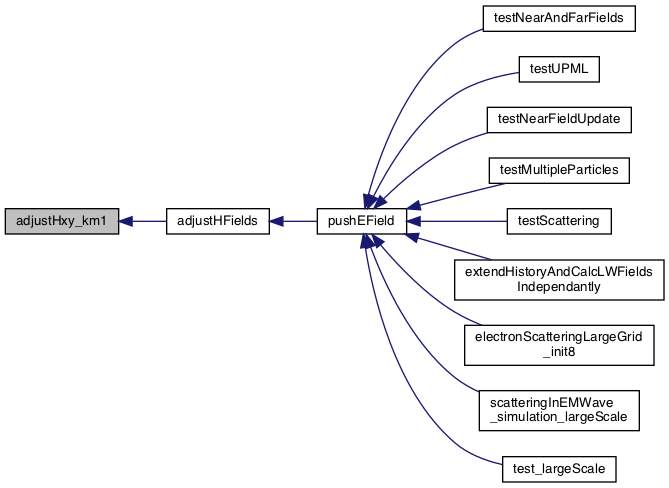 testNearAndFarFields
testUPML
testNearFieldUpdate
testMultipleParticles
adjustHxy_km1
adjustHFields
pushEField
testScattering
extendHistoryAndCalcLWFields
Independantly
electronScatteringLargeGrid
_init8
scatteringInEMWave
_simulation_largeScale
test_largeScale